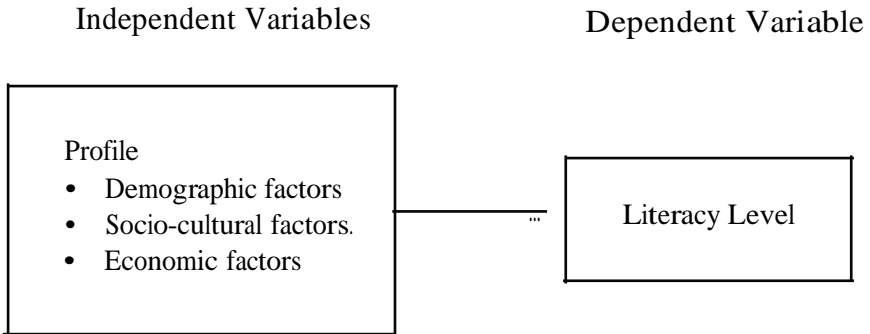 Independent Variables
Dependent Variable
Profile
• Demographic factors
• Socio-cultural factors.
• Economic factors
Literacy Level